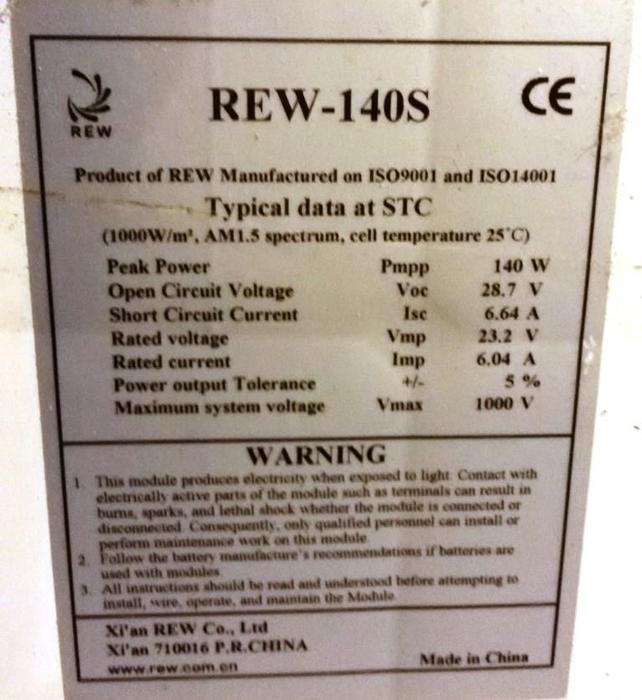 REW
REW-140S
CE
Product of REW Manufactured on ISO9001 and ISO14001
Typical data at STC
(1000W/m², AM1.5 spectrum, cell temperature 25°C)
Peak Power Pmpp 140 W
Open Circuit Voltage Voc 28.7 V
Short Circuit Current Isc 6.64 A
Rated voltage Vmp 23.2 V
Rated current Imp 6.04 A
Power output Tolerance +/- 5 %
Maximum system voltage Vmax 1000 V
WARNING
1. This module produces electricity when exposed to light. Contact with
electrically active parts of the module such as terminals can result in
burns, sparks, and lethal shock whether the module is connected or
disconnected. Consequently, only qualified personnel can install or
perform maintenance work on this module.
2. Follow the battery manufacture's recommendations if batteries are
used with modules.
3. All instructions should be read and understood before attempting to
install, wire, operate, and maintain the Module.
Xi'an REW Co., Ltd
Xi'an 710016 P.R.CHINA
www.rew.com.cn Made in China